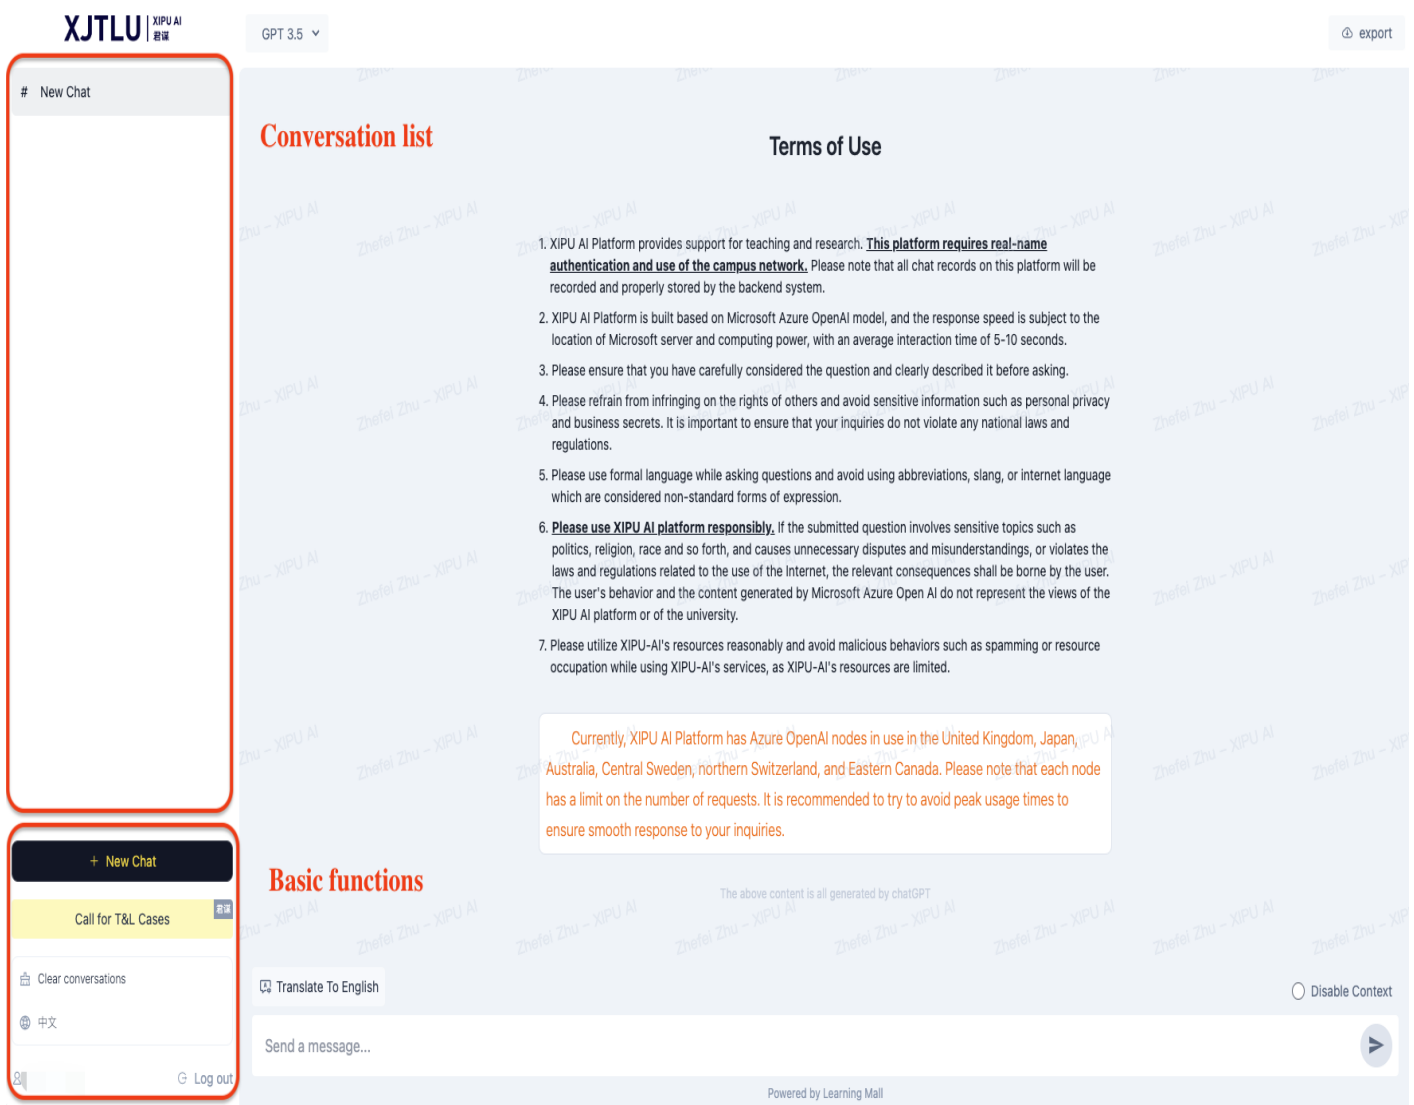 XJTLU XIPU AI
君谋
GPT 3.5
export
# New Chat
Conversation list
Terms of Use
1. XIPU AI Platform provides support for teaching and research. This platform requires real-name
authentication and use of the campus network. Please note that all chat records on this platform will be
recorded and properly stored by the backend system.
2. XIPU AI Platform is built based on Microsoft Azure OpenAI model, and the response speed is subject to the
location of Microsoft server and computing power, with an average interaction time of 5-10 seconds.
3. Please ensure that you have carefully considered the question and clearly described it before asking.
4. Please refrain from infringing on the rights of others and avoid sensitive information such as personal privacy
and business secrets. It is important to ensure that your inquiries do not violate any national laws and
regulations.
5. Please use formal language while asking questions and avoid using abbreviations, slang, or internet language
which are considered non-standard forms of expression.
6. Please use XIPU AI platform responsibly. If the submitted question involves sensitive topics such as
politics, religion, race and so forth, and causes unnecessary disputes and misunderstandings, or violates the
laws and regulations related to the use of the Internet, the relevant consequences shall be borne by the user.
The user's behavior and the content generated by Microsoft Azure Open AI do not represent the views of the
XIPU AI platform or of the university.
7. Please utilize XIPU-AI's resources reasonably and avoid malicious behaviors such as spamming or resource
occupation while using XIPU-AI's services, as XIPU-AI's resources are limited.
Currently, XIPU AI Platform has Azure OpenAI nodes in use in the United Kingdom, Japan,
Australia, Central Sweden, northern Switzerland, and Eastern Canada. Please note that each node
has a limit on the number of requests. It is recommended to try to avoid peak usage times to
ensure smooth response to your inquiries.
The above content is all generated by chatGPT
+ New Chat
Basic functions
Call for T&L Cases
君谋
Clear conversations
中文
Log out
Translate To English
Disable Context
Send a message...
Powered by Learning Mall
Zhefei Zhu – XIPU AI